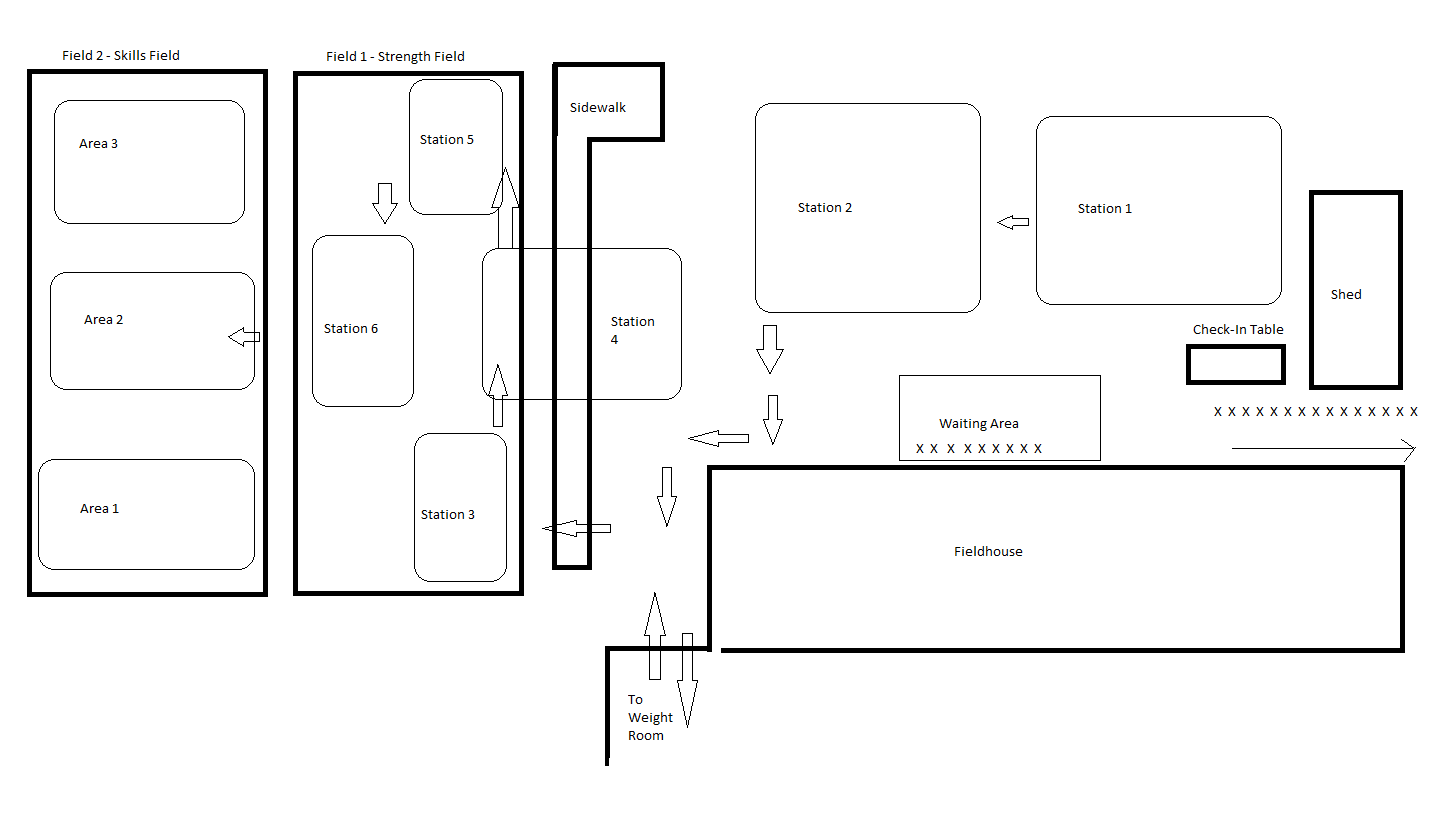 Field 2 - Skills Field
Field 1 - Strength Field
Sidewalk
Area 3
Station 5
Station 2
Station 1
Shed
Area 2
Station 6
Station
4
Check-In Table
X X X X X X X X X X X X X X X
Waiting Area
X X X X X X X X X
Area 1
Station 3
Fieldhouse
To
Weight
Room